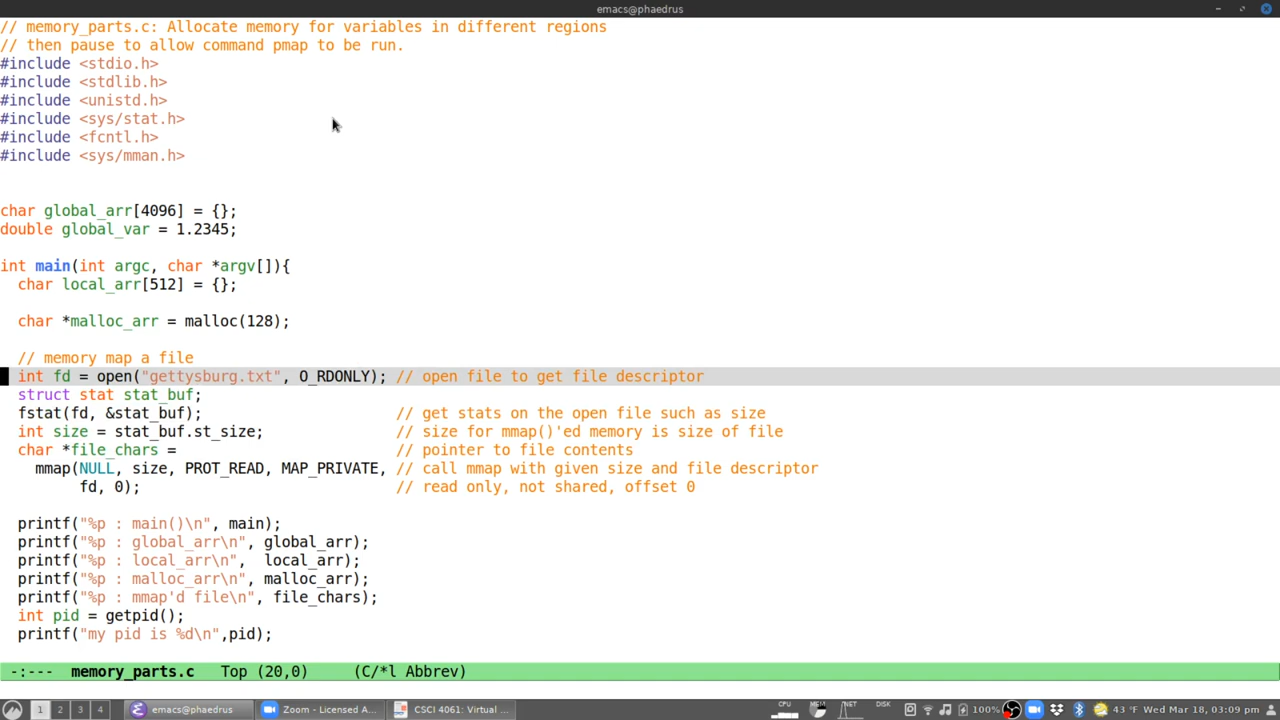 emacs@phaedrus
// memory_parts.c: Allocate memory for variables in different regions
// then pause to allow command pmap to be run.
#include <stdio.h>
#include <stdlib.h>
#include <unistd.h>
#include <sys/stat.h>
#include <fcntl.h>
#include <sys/mman.h>
char global_arr[4096] = {};
double global_var = 1.2345;
int main(int argc, char *argv[]){
  char local_arr[512] = {};
  char *malloc_arr = malloc(128);
  // memory map a file
  int fd = open("gettysburg.txt", O_RDONLY); // open file to get file descriptor
  struct stat stat_buf;
  fstat(fd, &stat_buf);                      // get stats on the open file such as size
  int size = stat_buf.st_size;               // size for mmap()'ed memory is size of file
  char *file_chars =                         // pointer to file contents
    mmap(NULL, size, PROT_READ, MAP_PRIVATE, // call mmap with given size and file descriptor
         fd, 0);                             // read only, not shared, offset 0
  printf("%p : main()\n", main);
  printf("%p : global_arr\n", global_arr);
  printf("%p : local_arr\n",  local_arr);
  printf("%p : malloc_arr\n", malloc_arr);
  printf("%p : mmap'd file\n", file_chars);
  int pid = getpid();
  printf("my pid is %d\n",pid);
-:---  memory_parts.c   Top (20,0)     (C/*l Abbrev)
1 2 3 4 emacs@phaedrus Zoom - Licensed A... CSCI 4061: Virtual ... CPU MEM NET DISK 100% 43 °F Wed Mar 18, 03:09 pm